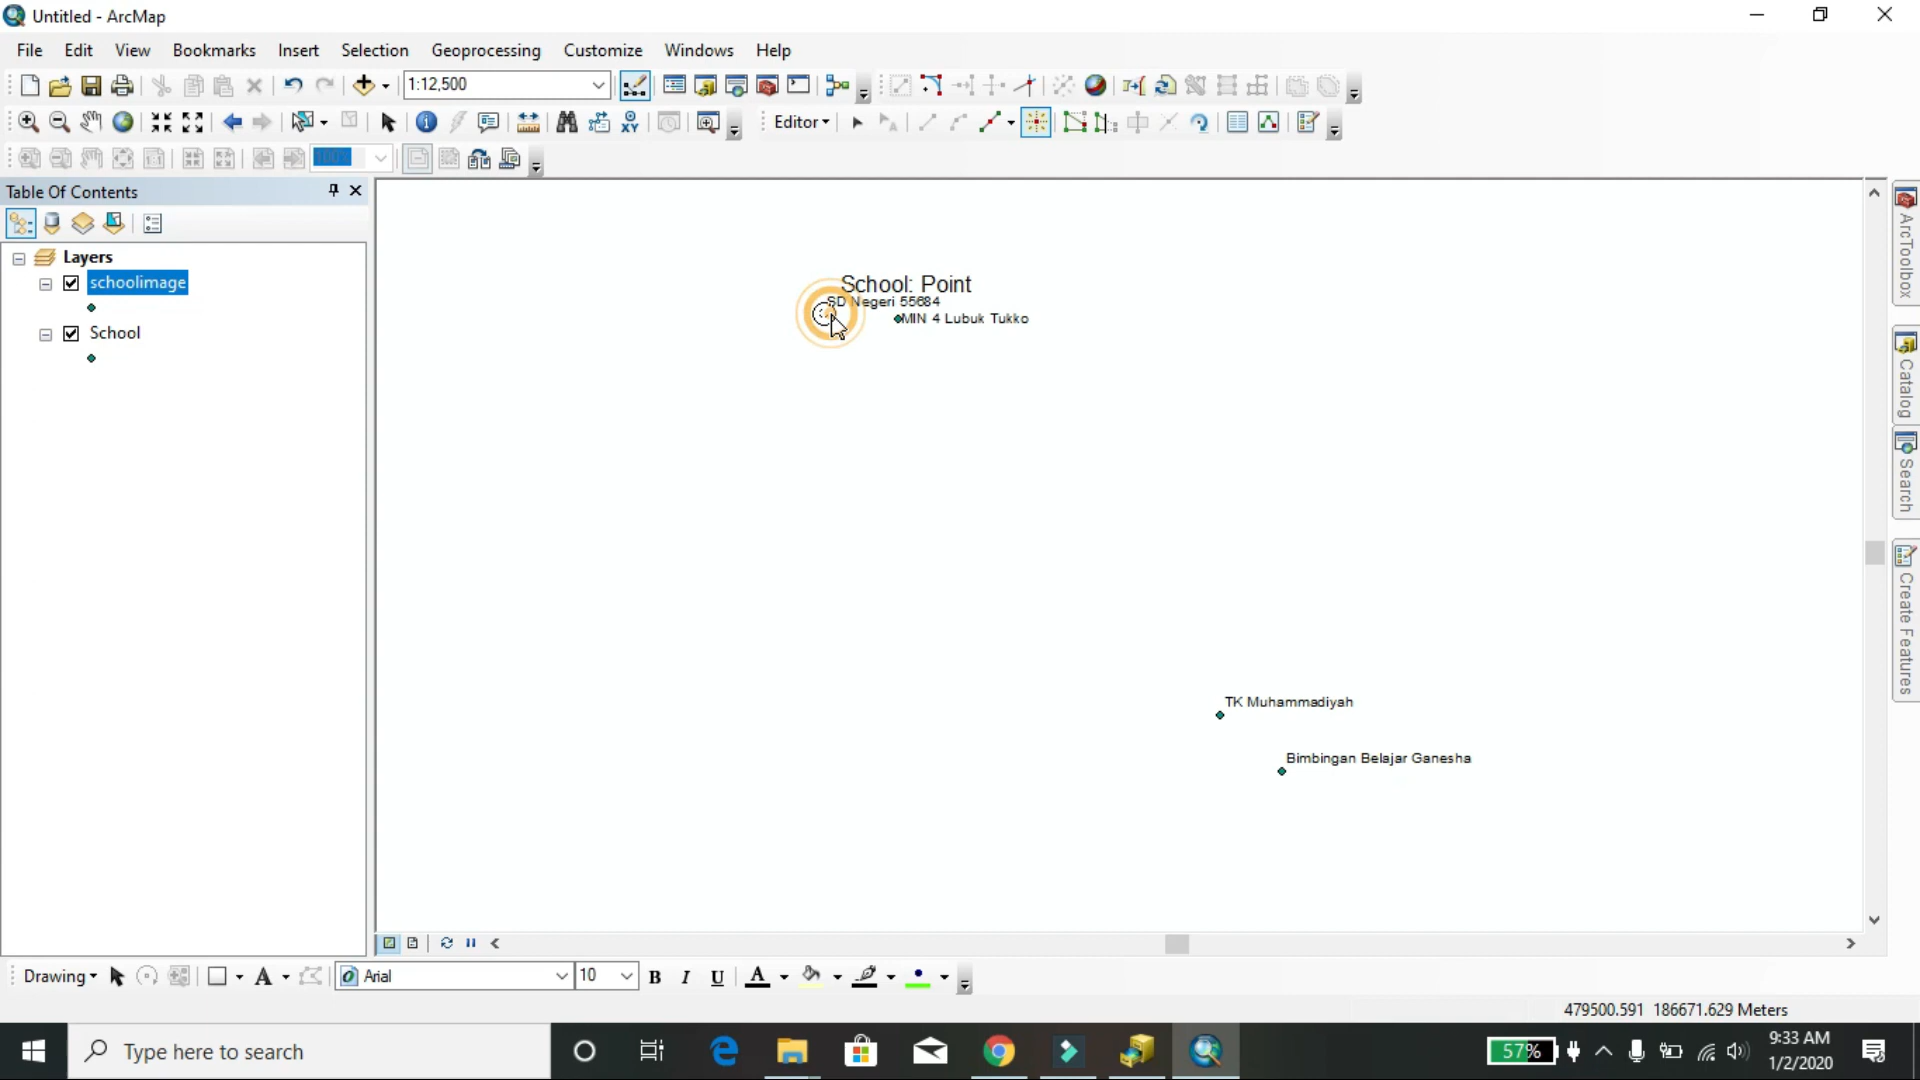 Untitled - ArcMap
File Edit View Bookmarks Insert Selection Geoprocessing Customize Windows Help
1:12,500
Editor
100%
Table Of Contents
Layers
schoolimage
School
School: Point
SD Negeri 55684
MIN 4 Lubuk Tukko
TK Muhammadiyah
Bimbingan Belajar Ganesha
ArcToolbox
Catalog
Search
Create Features
Drawing A Arial 10 B I U A
479500.591 186671.629 Meters
Type here to search
57%
9:33 AM
1/2/2020